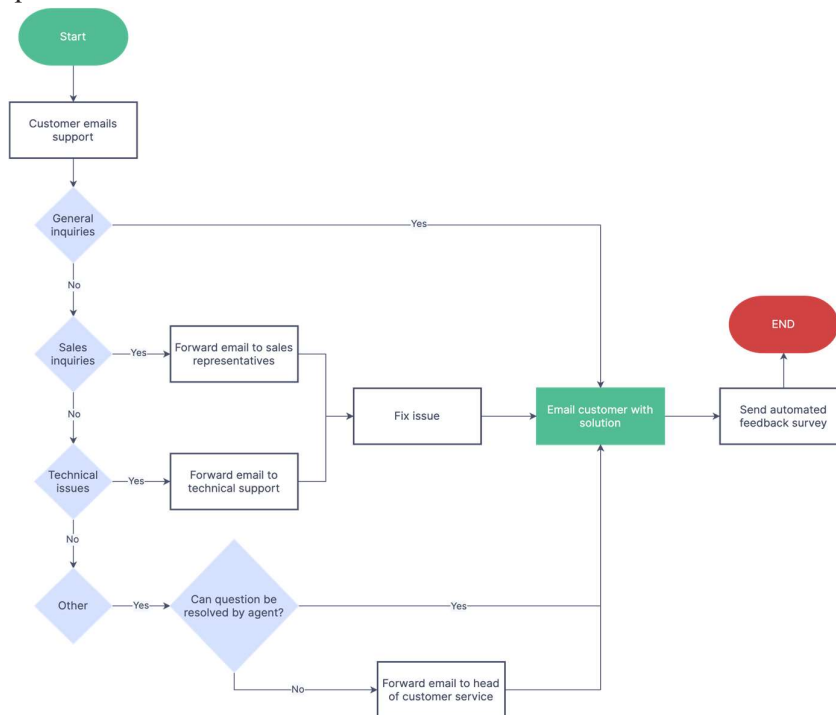 Start
Customer emails
support
General
inquiries
Yes
No
Sales
inquiries
Yes
Forward email to sales
representatives
Fix issue
Email customer with
solution
Send automated
feedback survey
END
No
Technical
issues
Yes
Forward email to
technical support
No
Other
Yes
Can question be
resolved by agent?
Yes
No
Forward email to head
of customer service